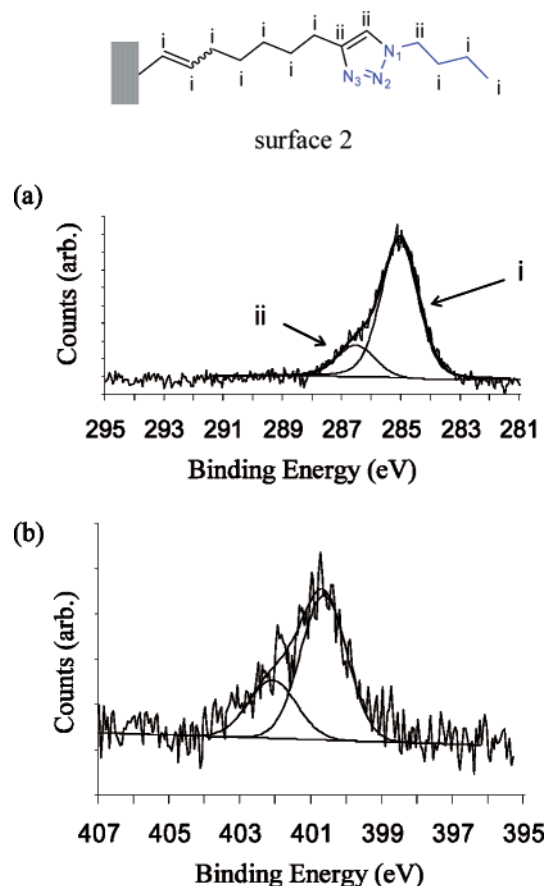 i i i i i ii ii ii i
i i i ii N₁ i i
N₃ N₂
surface 2
(a)
Counts (arb.)
ii
i
295 293 291 289 287 285 283 281
Binding Energy (eV)
(b)
Counts (arb.)
407 405 403 401 399 397 395
Binding Energy (eV)